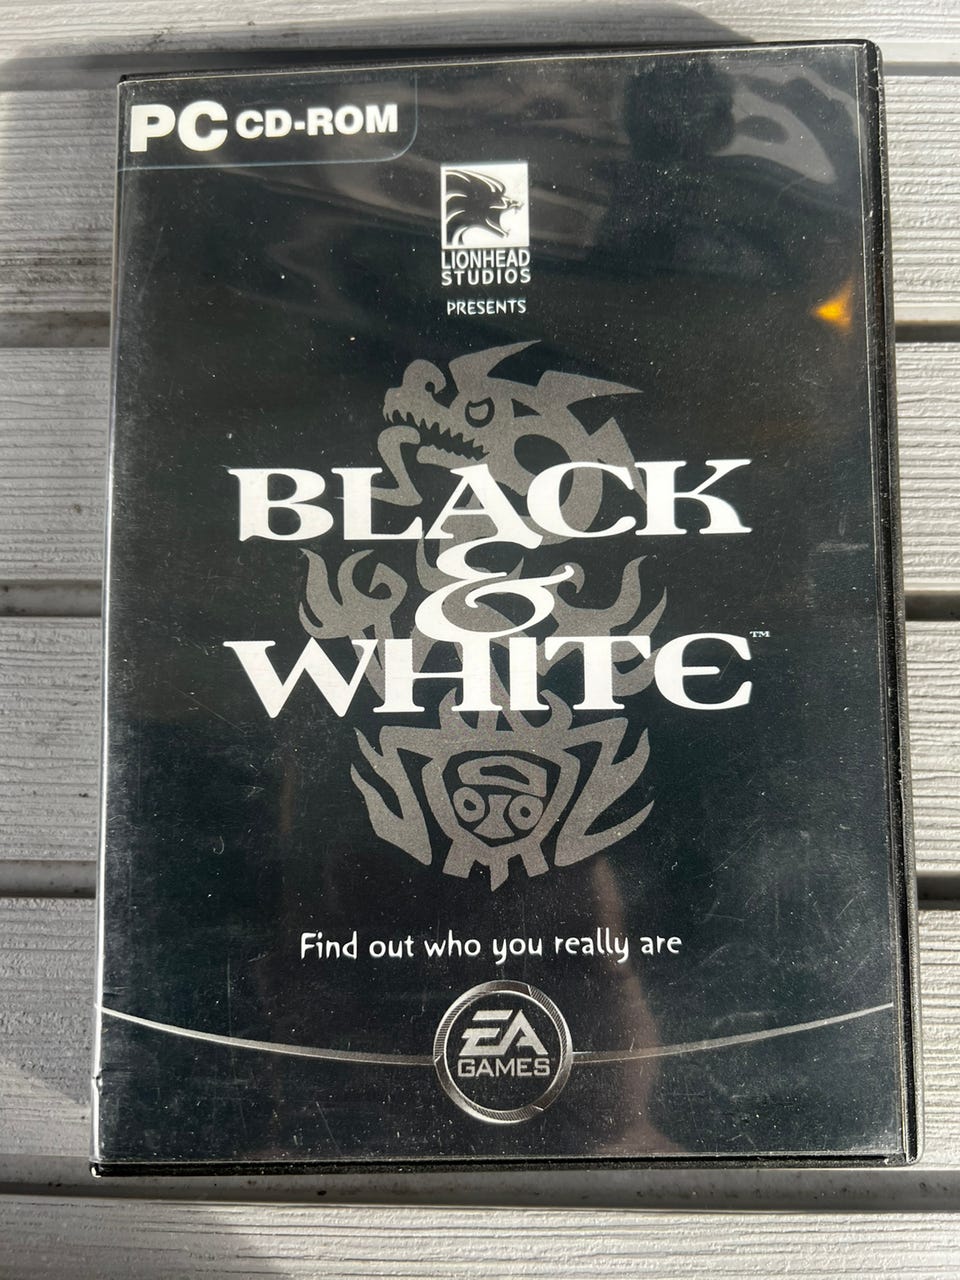 PC CD-ROM
LIONHEAD
STUDIOS
PRESENTS
BLACK
&
WHITE™
Find out who you really are
EA
GAMES